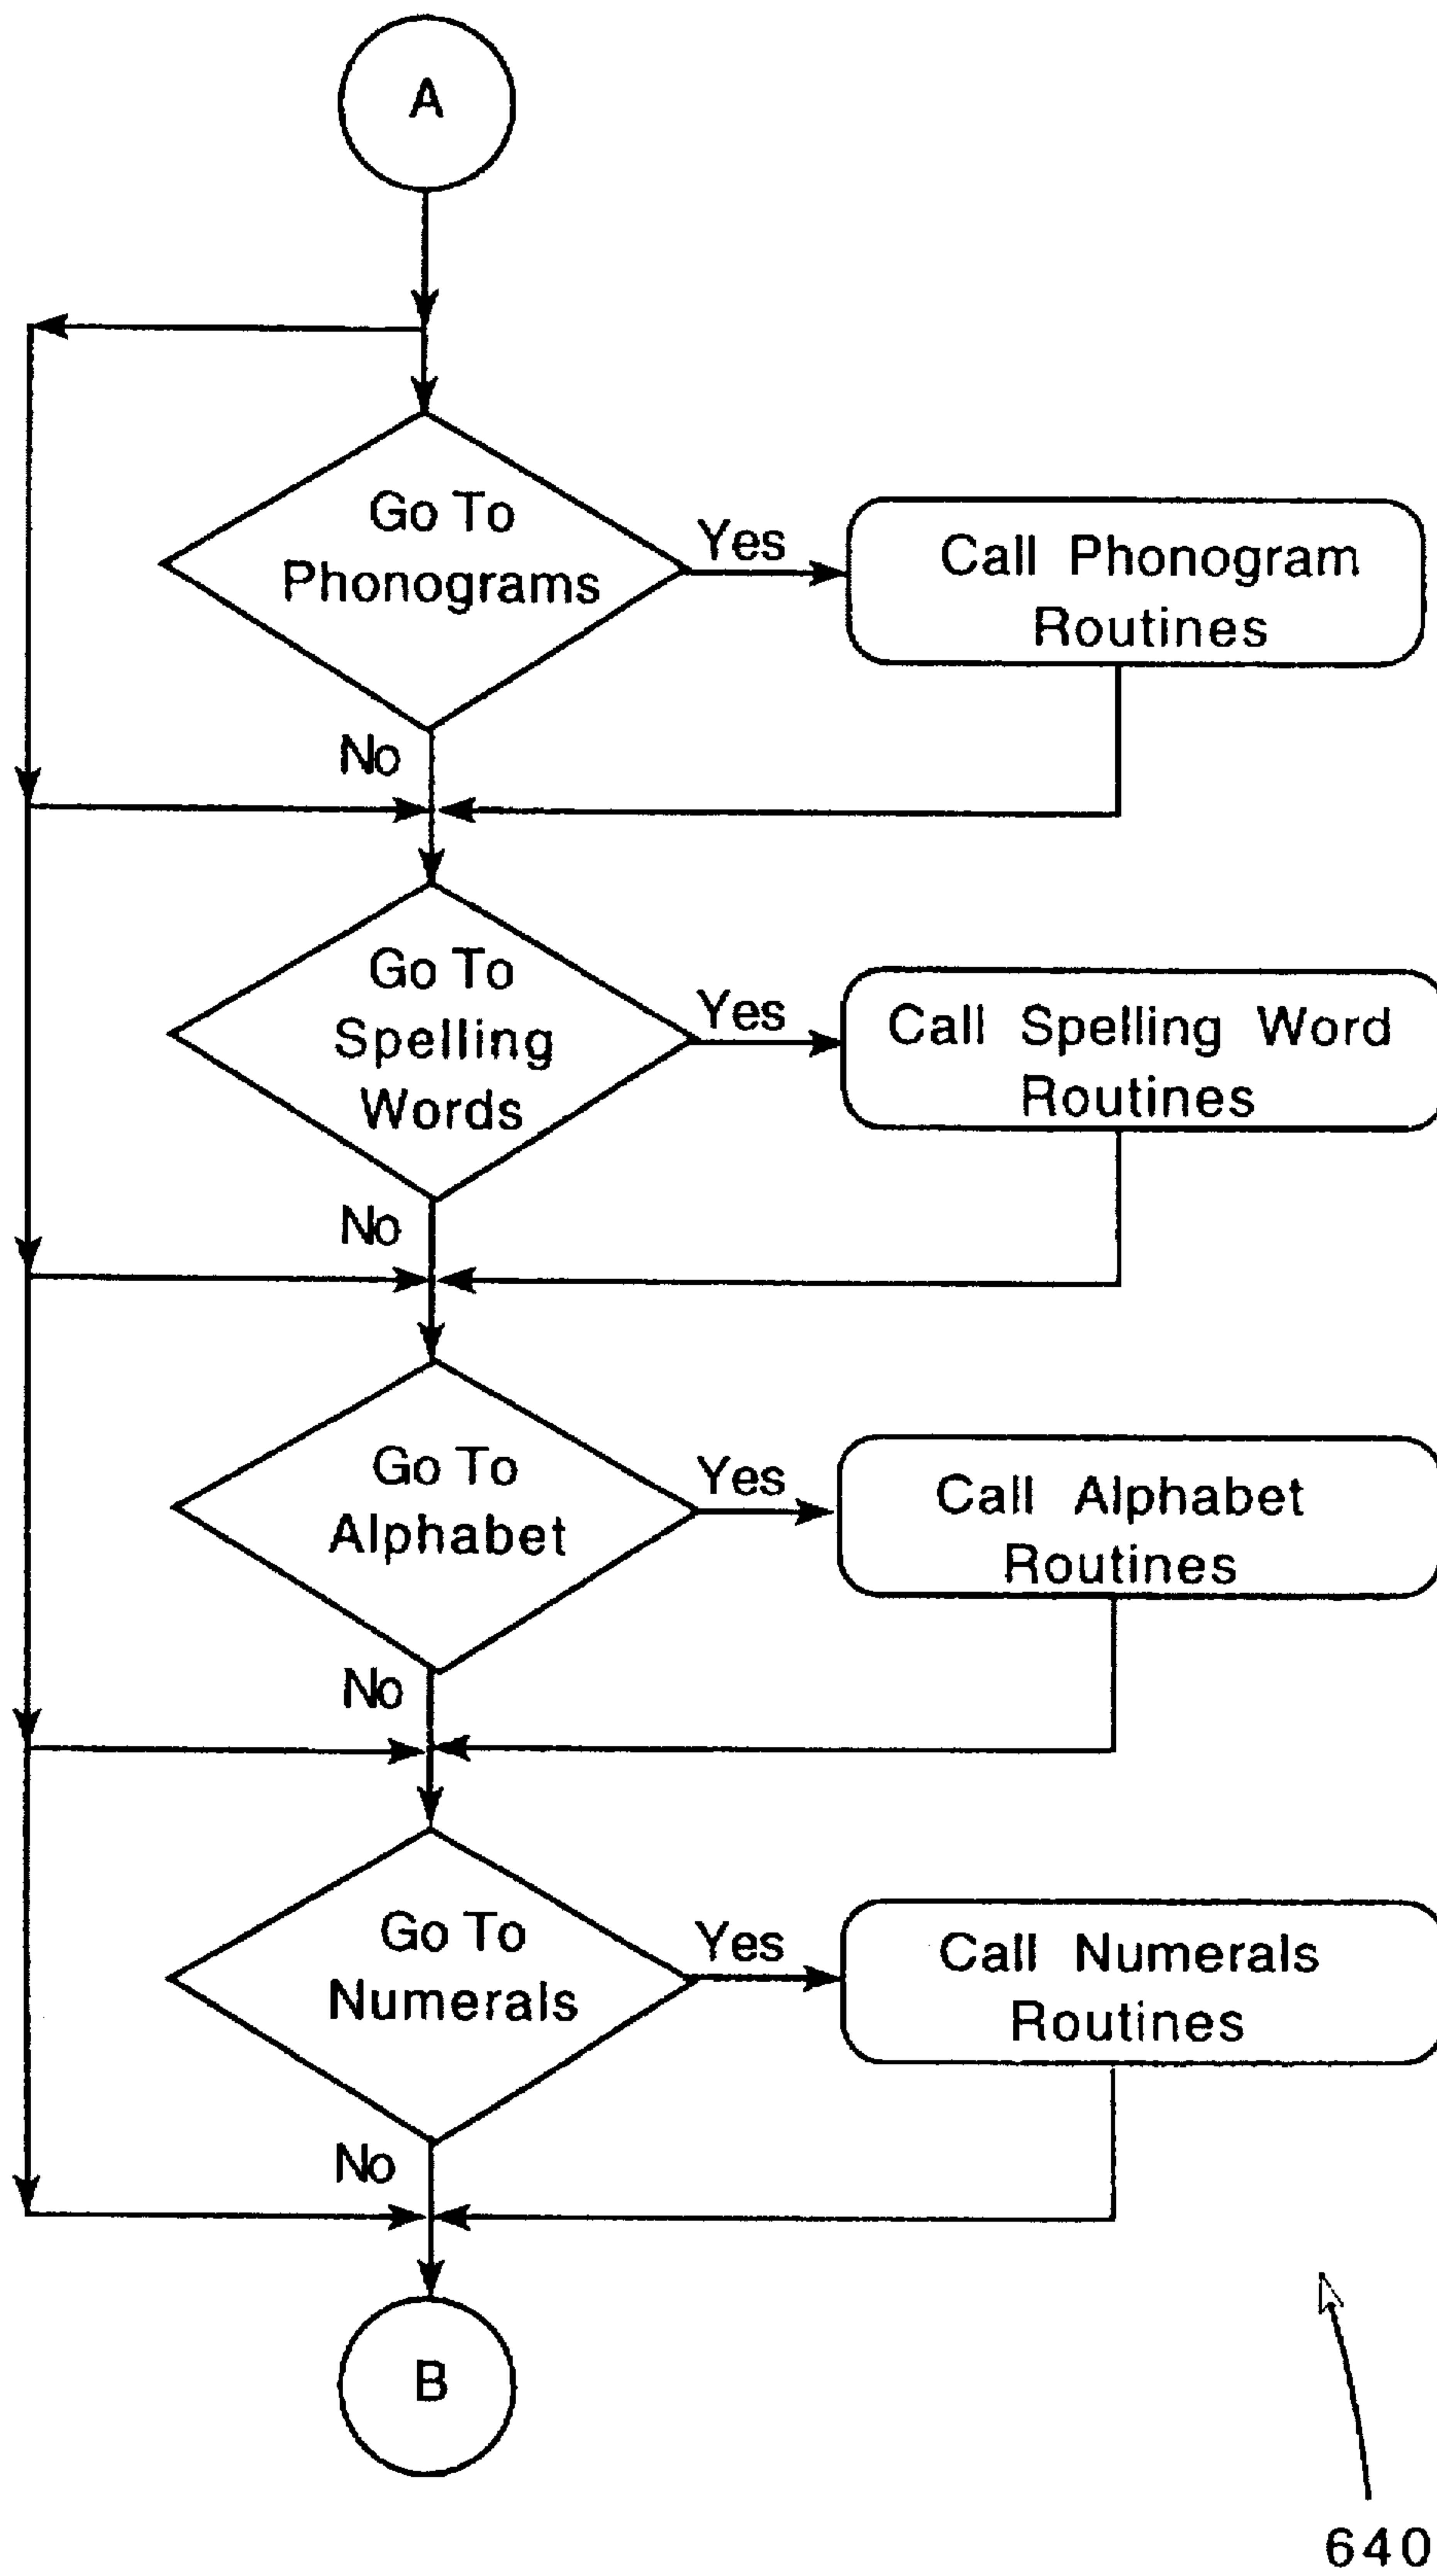 A
Go To
Phonograms
Yes
Call Phonogram
Routines
No
Go To
Spelling
Words
Yes
Call Spelling Word
Routines
No
Go To
Alphabet
Yes
Call Alphabet
Routines
No
Go To
Numerals
Yes
Call Numerals
Routines
No
B
640